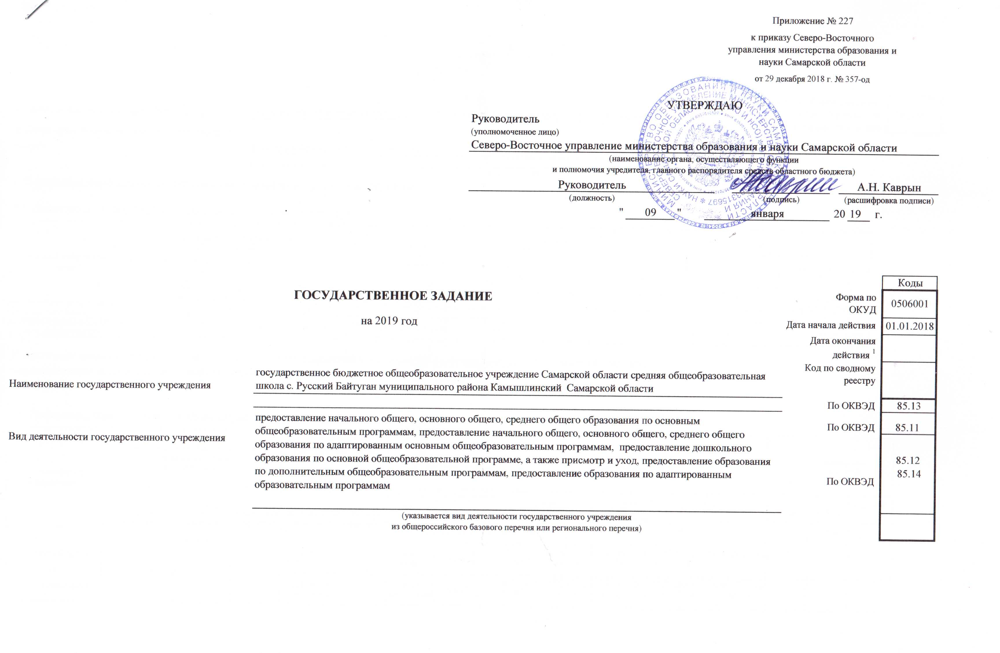 Приложение № 227
к приказу Северо-Восточного
управления министерства образования и
науки Самарской области
от 29 декабря 2018 г. № 357-од
УТВЕРЖДАЮ
Руководитель
(уполномоченное лицо)
Северо-Восточное управление министерства образования и науки Самарской области
(наименование органа, осуществляющего функции
и полномочия учредителя, главного распорядителя средств областного бюджета)
Руководитель А.Н. Каврын
(должность) (подпись) (расшифровка подписи)
" 09 " января 20 19 г.
МИНИСТЕРСТВО ОБРАЗОВАНИЯ И НАУКИ САМАРСКОЙ ОБЛАСТИ
Коды
ГОСУДАРСТВЕННОЕ ЗАДАНИЕ
на 2019 год
Форма по
ОКУД 0506001
Дата начала действия 01.01.2018
Дата окончания
действия 1
Код по сводному
реестру
Наименование государственного учреждения
государственное бюджетное общеобразовательное учреждение Самарской области средняя общеобразовательная
школа с. Русский Байтуган муниципального района Камышлинский Самарской области
По ОКВЭД 85.13
Вид деятельности государственного учреждения
предоставление начального общего, основного общего, среднего общего образования по основным
общеобразовательным программам, предоставление начального общего, основного общего, среднего общего
образования по адаптированным основным общеобразовательным программам, предоставление дошкольного
образования по основной общеобразовательной программе, а также присмотр и уход, предоставление образования
по дополнительным общеобразовательным программам, предоставление образования по адаптированным
образовательным программам
По ОКВЭД 85.11
85.12
85.14
По ОКВЭД
(указывается вид деятельности государственного учреждения
из общероссийского базового перечня или регионального перечня)